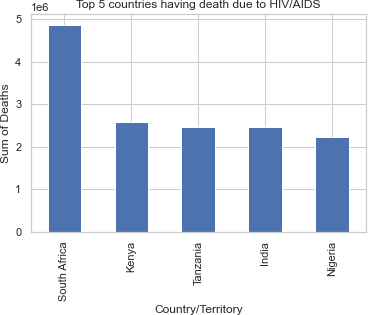 Top 5 countries having death due to HIV/AIDS
1e6
5
4
3
2
1
0
Sum of Deaths
South Africa
Kenya
Tanzania
India
Nigeria
Country/Territory